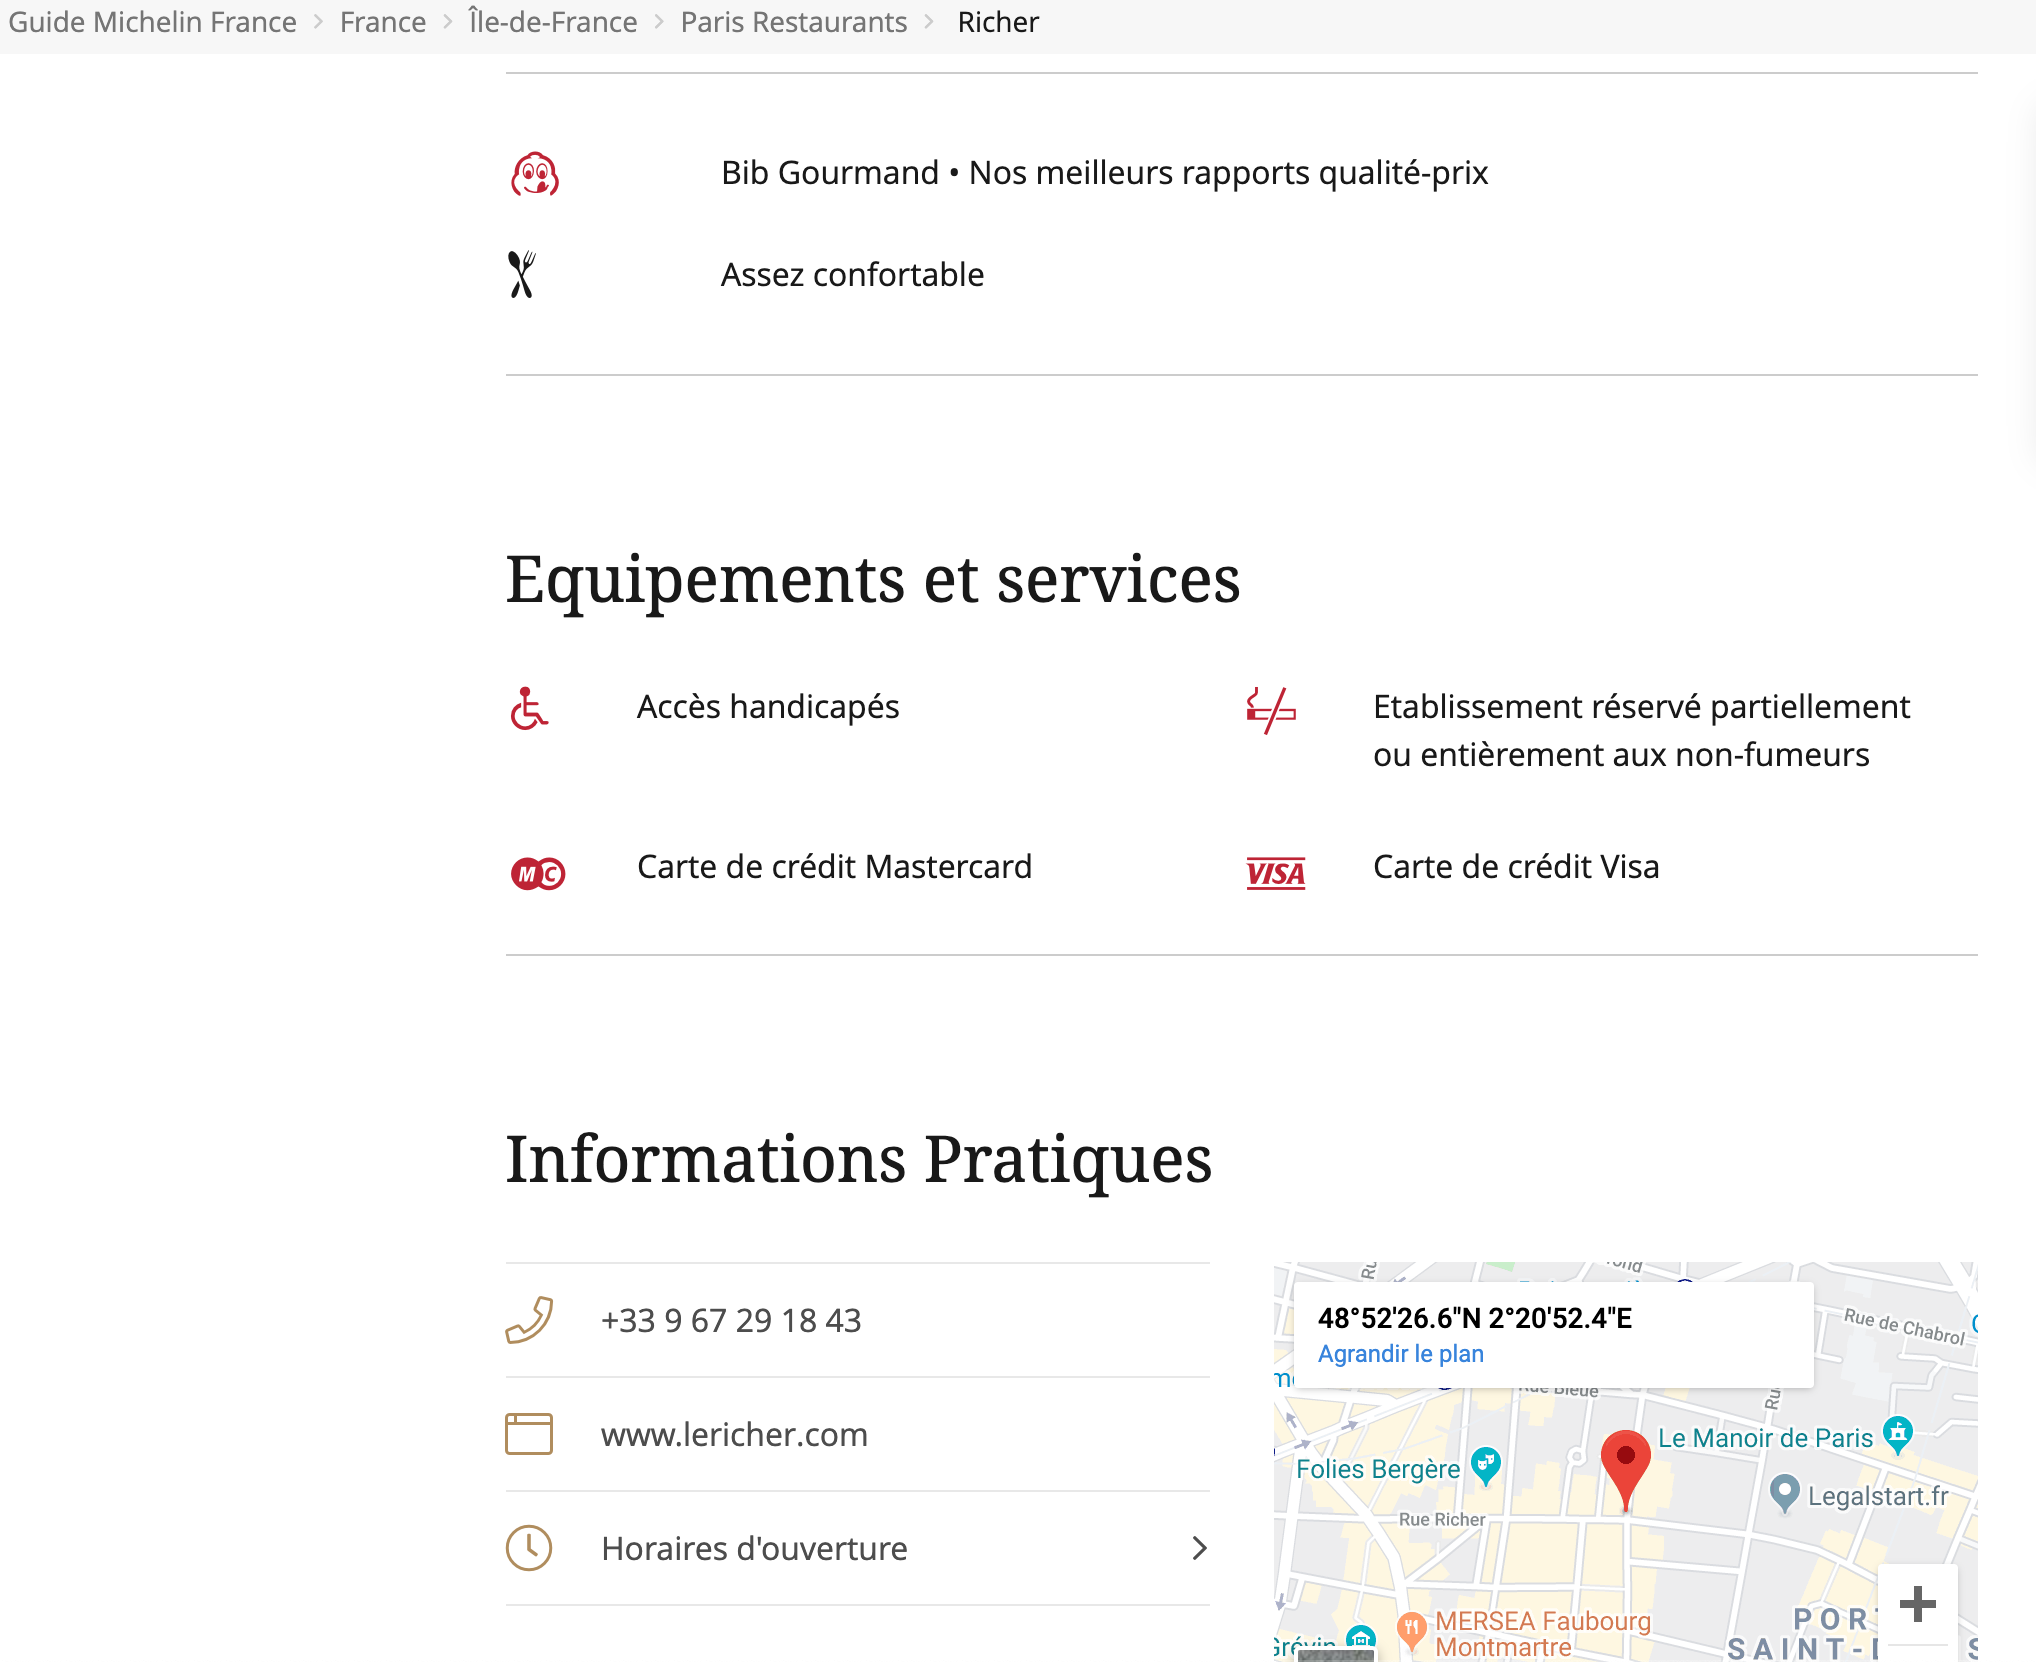 Guide Michelin France > France > Île-de-France > Paris Restaurants > Richer
Bib Gourmand • Nos meilleurs rapports qualité-prix
Assez confortable
Equipements et services
Accès handicapés
Etablissement réservé partiellement
ou entièrement aux non-fumeurs
MC
Carte de crédit Mastercard
VISA
Carte de crédit Visa
Informations Pratiques
+33 9 67 29 18 43
www.lericher.com
Horaires d'ouverture
48°52'26.6"N 2°20'52.4"E
Agrandir le plan
Rue de Chabrol
Rue Bleue
Le Manoir de Paris
Folies Bergère
Legalstart.fr
Rue Richer
MERSEA Faubourg
Montmartre
Grévin